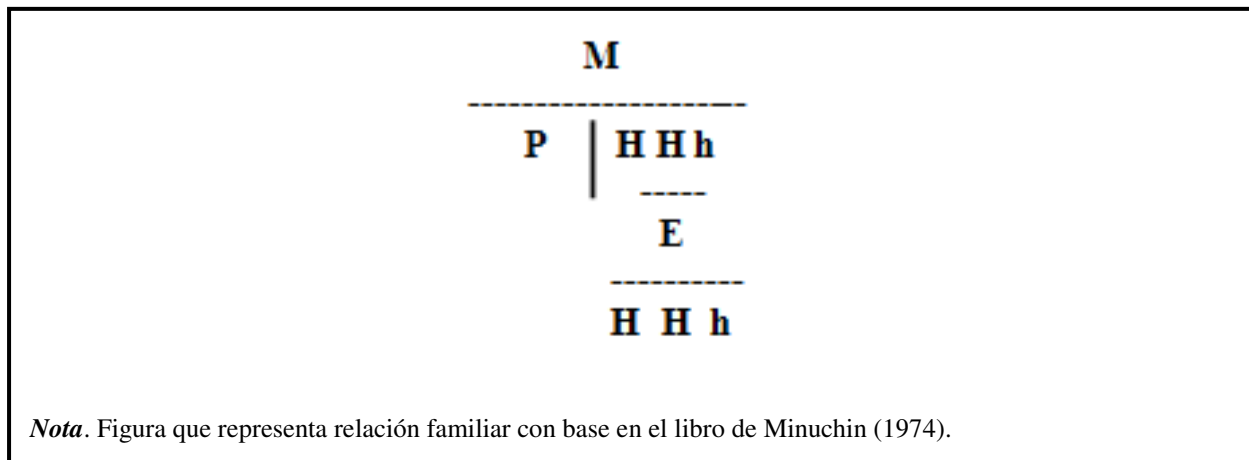 M
---------------------
P | H H h
-----
E
----------
H H h
Nota. Figura que representa relación familiar con base en el libro de Minuchin (1974).